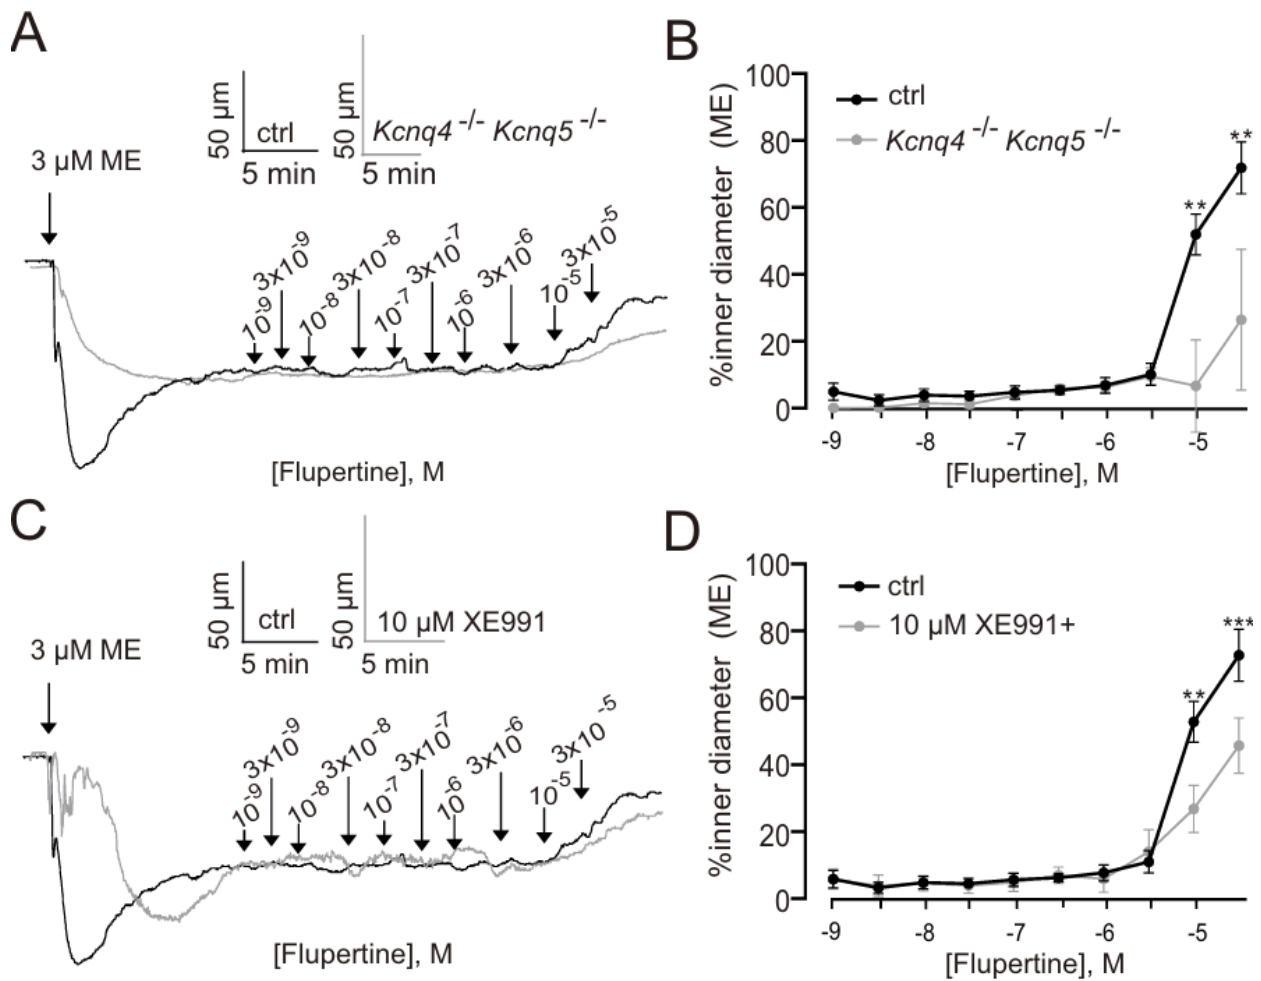 A
50 µm
ctrl
5 min
50 µm
Kcnq4 -/- Kcnq5 -/-
5 min
3 µM ME
10-9
3x10-9
10-8
3x10-8
10-7
3x10-7
10-6
3x10-6
10-5
3x10-5
[Flupertine], M
B
%inner diameter (ME)
100
80
60
40
20
0
ctrl
Kcnq4 -/- Kcnq5 -/-
**
**
-9
-8
-7
-6
-5
[Flupertine], M
C
50 µm
ctrl
5 min
50 µm
10 µM XE991
5 min
3 µM ME
10-9
3x10-9
10-8
3x10-8
10-7
3x10-7
10-6
3x10-6
10-5
3x10-5
[Flupertine], M
D
%inner diameter (ME)
100
80
60
40
20
0
ctrl
10 µM XE991+
**
***
-9
-8
-7
-6
-5
[Flupertine], M